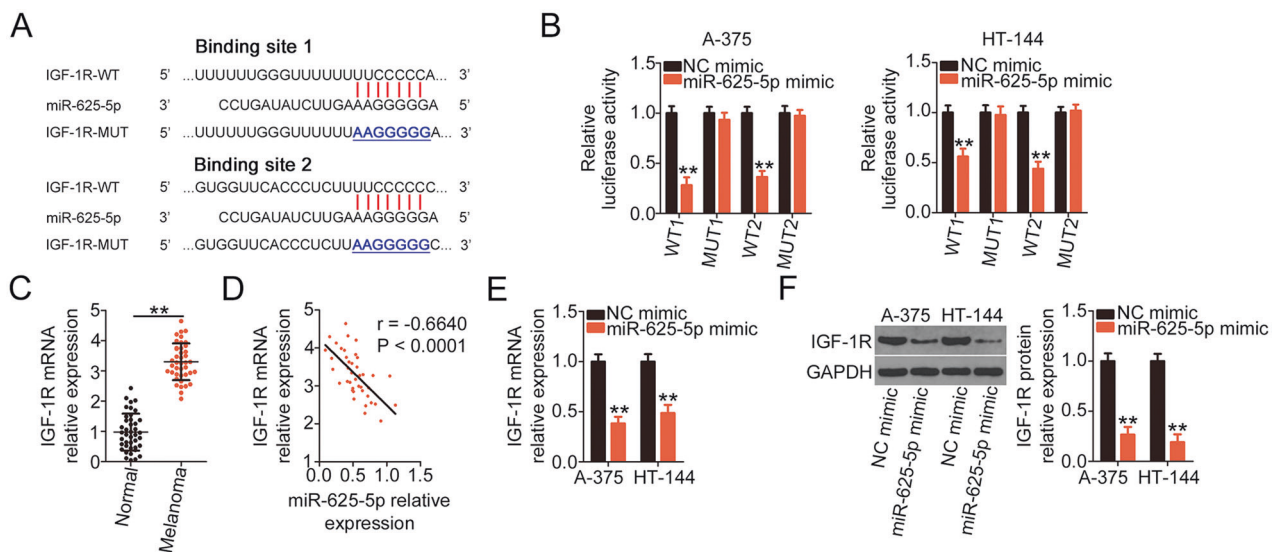 A
Binding site 1
IGF-1R-WT 5' ...UUUUUUGGGUUUUUUUUCCCCCA... 3'
miR-625-5p 3' CCUGAUAUCUUGAAAGGGGGA 5'
IGF-1R-MUT 5' ...UUUUUUGGGUUUUUUAAGGGGGA... 3'
Binding site 2
IGF-1R-WT 5' ...GUGGUUCACCCUCUUUUCCCCCC... 3'
miR-625-5p 3' CCUGAUAUCUUGAAAGGGGGA 5'
IGF-1R-MUT 5' ...GUGGUUCACCCUCUUAAGGGGGC... 3'
B
A-375
NC mimic
miR-625-5p mimic
Relative
luciferase activity
1.5
1.0
0.5
0.0
**
**
WT1
MUT1
WT2
MUT2
HT-144
NC mimic
miR-625-5p mimic
Relative
luciferase activity
1.5
1.0
0.5
0.0
**
**
WT1
MUT1
WT2
MUT2
C
IGF-1R mRNA
relative expression
5
4
3
2
1
0
**
Normal
Melanoma
D
IGF-1R mRNA
relative expression
5
4
3
2
1
r = -0.6640
P < 0.0001
0.0 0.5 1.0 1.5
miR-625-5p relative
expression
E
IGF-1R mRNA
relative expression
1.5
1.0
0.5
0.0
NC mimic
miR-625-5p mimic
**
**
A-375 HT-144
F
A-375 HT-144
IGF-1R
GAPDH
NC mimic
miR-625-5p mimic
NC mimic
miR-625-5p mimic
IGF-1R protein
relative expression
1.5
1.0
0.5
0.0
NC mimic
miR-625-5p mimic
**
**
A-375 HT-144